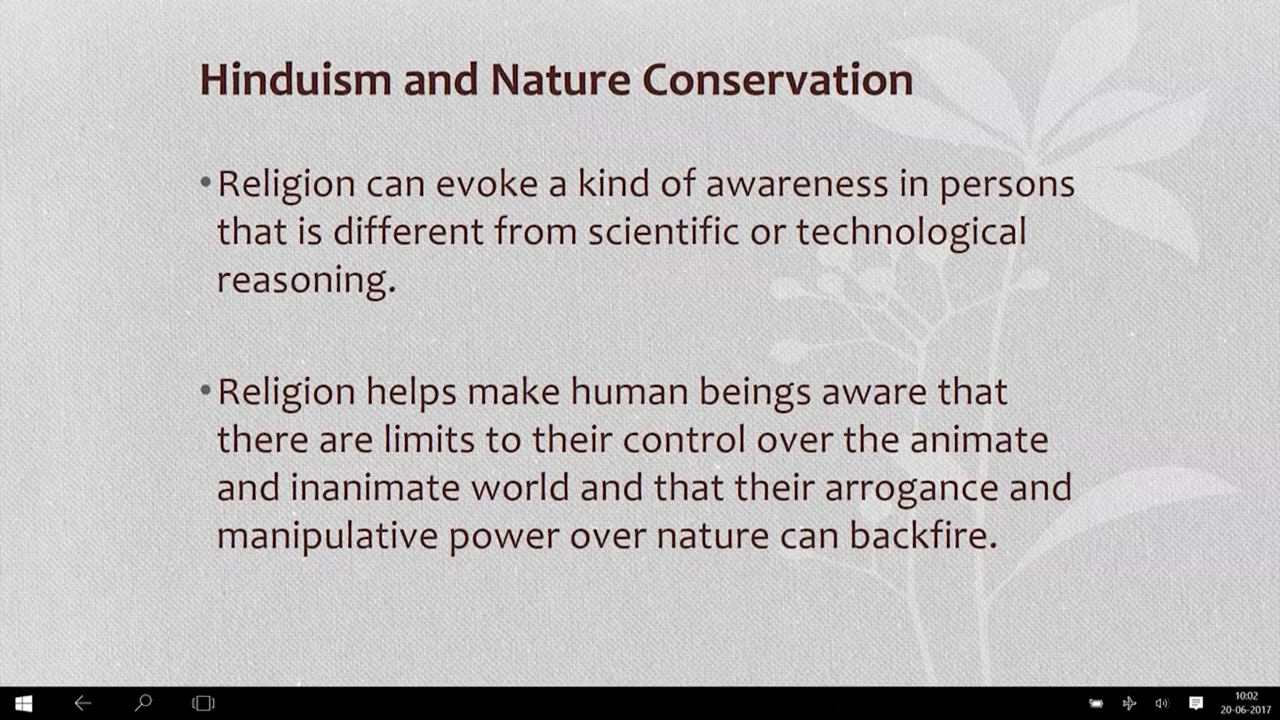 Hinduism and Nature Conservation
•Religion can evoke a kind of awareness in persons
that is different from scientific or technological
reasoning.
•Religion helps make human beings aware that
there are limits to their control over the animate
and inanimate world and that their arrogance and
manipulative power over nature can backfire.
10:02
20-06-2017